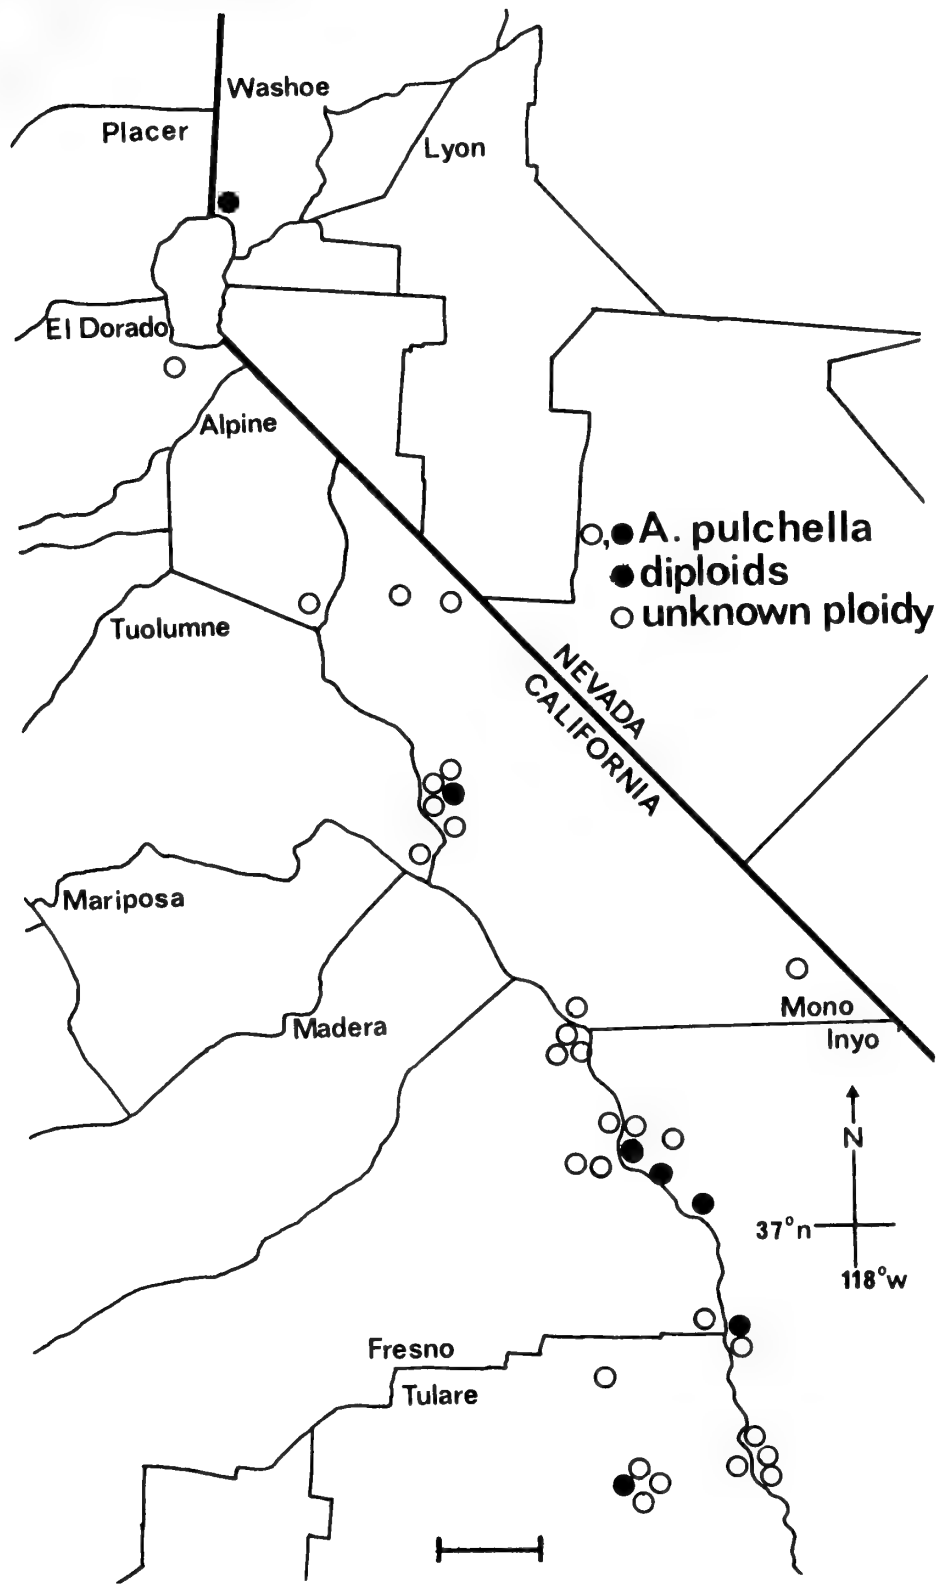 Washoe
Placer
Lyon
El Dorado
Alpine
, A. pulchella
diploids
unknown ploidy
Tuolumne
NEVADA
CALIFORNIA
Mariposa
Mono
Madera
Inyo
N
37°n
118°w
Fresno
Tulare